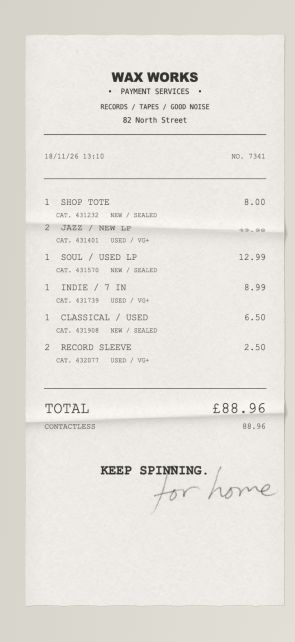 WAX WORKS
• PAYMENT SERVICES •
RECORDS / TAPES / GOOD NOISE
82 North Street
18/11/26 13:10 NO. 7341
1 SHOP TOTE 8.00
CAT. 431232 NEW / SEALED
2 JAZZ / NEW LP
CAT. 431401 USED / VG+
1 SOUL / USED LP 12.99
CAT. 431570 NEW / SEALED
1 INDIE / 7 IN 8.99
CAT. 431739 USED / VG+
1 CLASSICAL / USED 6.50
CAT. 431908 NEW / SEALED
2 RECORD SLEEVE 2.50
CAT. 432077 USED / VG+
TOTAL £88.96
CONTACTLESS 88.96
KEEP SPINNING.
for home